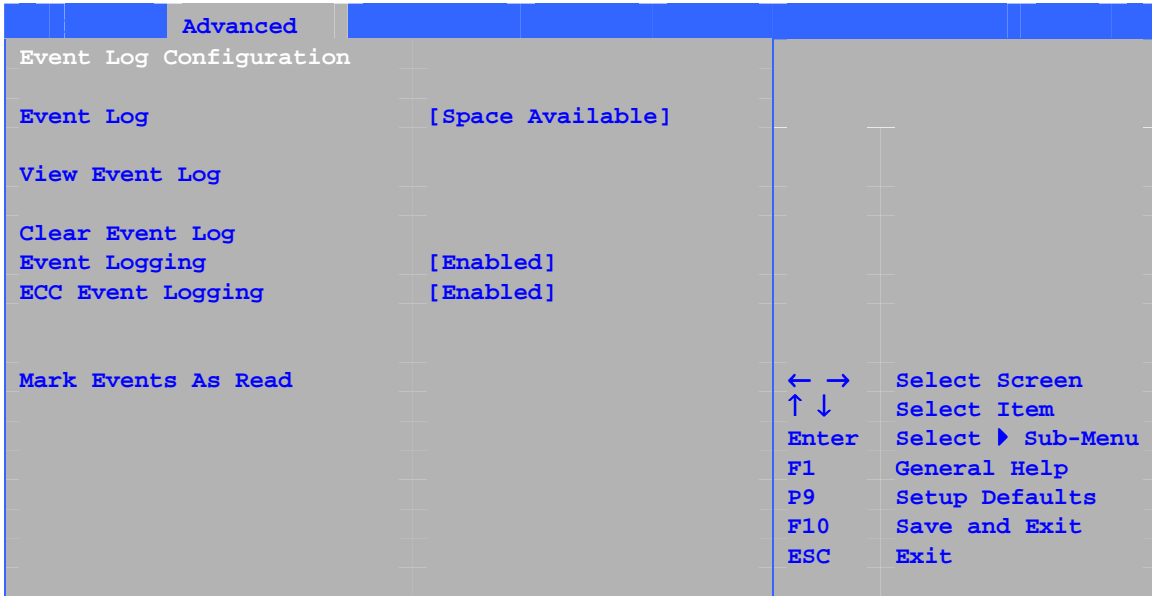 Advanced
Event Log Configuration
Event Log [Space Available]
View Event Log
Clear Event Log
Event Logging [Enabled]
ECC Event Logging [Enabled]
Mark Events As Read
← → Select Screen
↑ ↓ Select Item
Enter Select ▶ Sub-Menu
F1 General Help
P9 Setup Defaults
F10 Save and Exit
ESC Exit